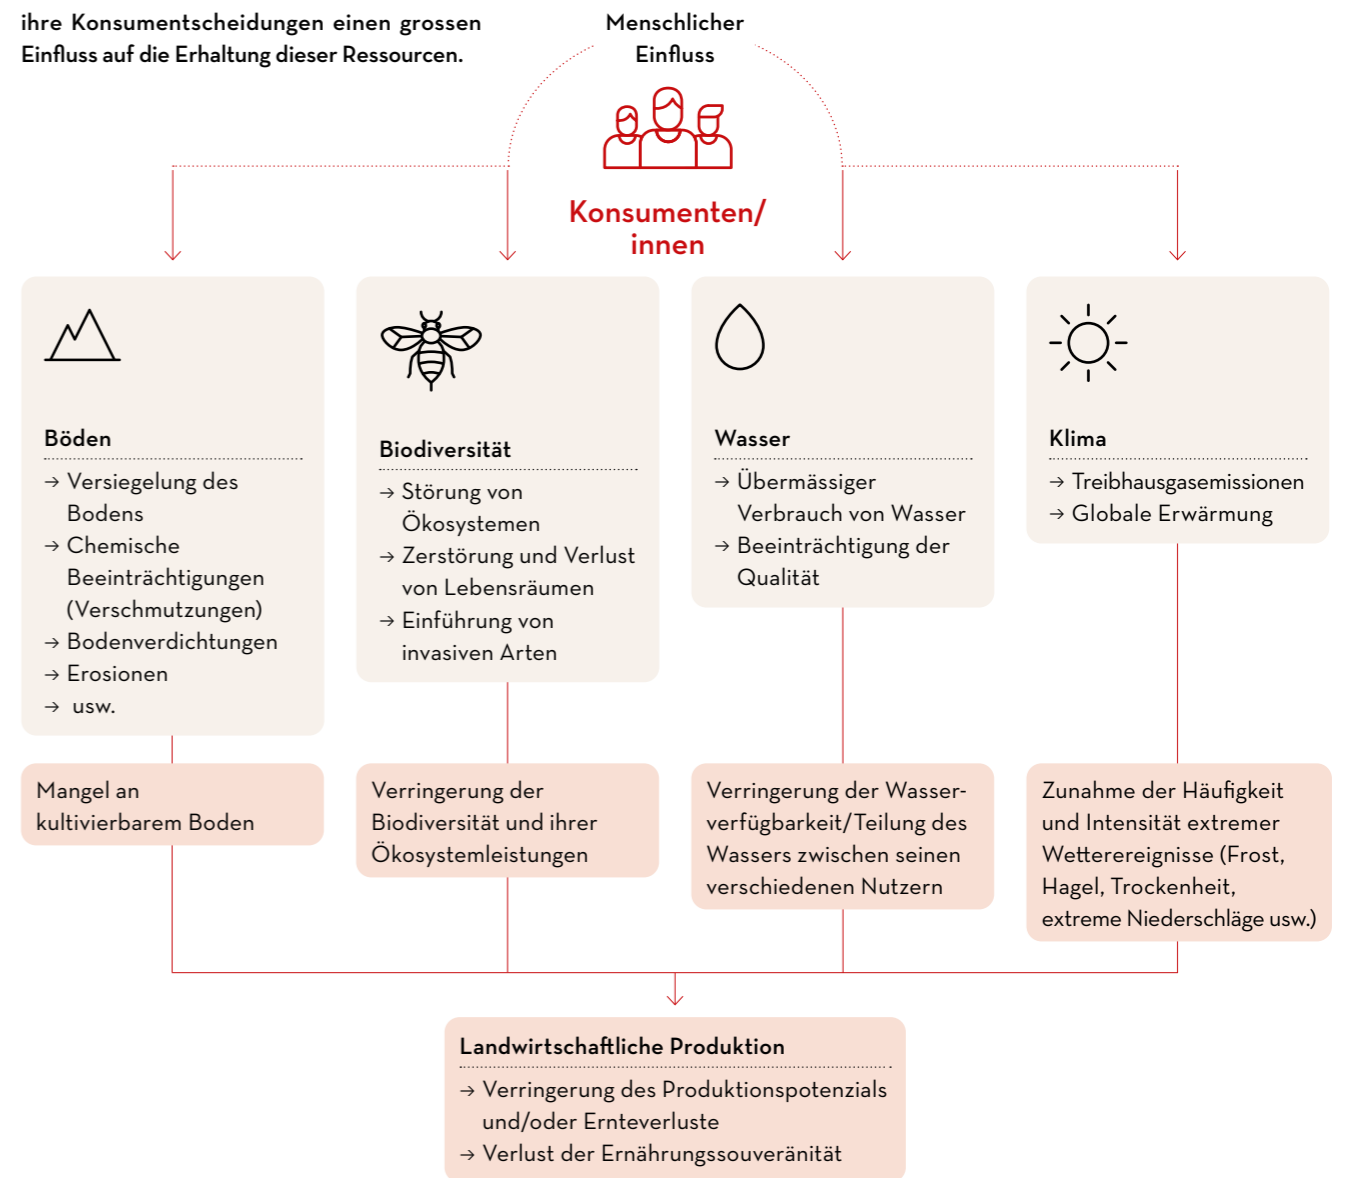 ihre Konsumentscheidungen einen grossen
Einfluss auf die Erhaltung dieser Ressourcen.
Menschlicher
Einfluss
Konsumenten/
innen
Böden
→ Versiegelung des
Bodens
→ Chemische
Beeinträchtigungen
(Verschmutzungen)
→ Bodenverdichtungen
→ Erosionen
→ usw.
Mangel an
kultivierbarem Boden
Biodiversität
→ Störung von
Ökosystemen
→ Zerstörung und Verlust
von Lebensräumen
→ Einführung von
invasiven Arten
Verringerung der
Biodiversität und ihrer
Ökosystemleistungen
Wasser
→ Übermässiger
Verbrauch von Wasser
→ Beeinträchtigung der
Qualität
Verringerung der Wasser-
verfügbarkeit/Teilung des
Wassers zwischen seinen
verschiedenen Nutzern
Klima
→ Treibhausgasemissionen
→ Globale Erwärmung
Zunahme der Häufigkeit
und Intensität extremer
Wetterereignisse (Frost,
Hagel, Trockenheit,
extreme Niederschläge usw.)
Landwirtschaftliche Produktion
→ Verringerung des Produktionspotenzials
und/oder Ernteverluste
→ Verlust der Ernährungssouveränität